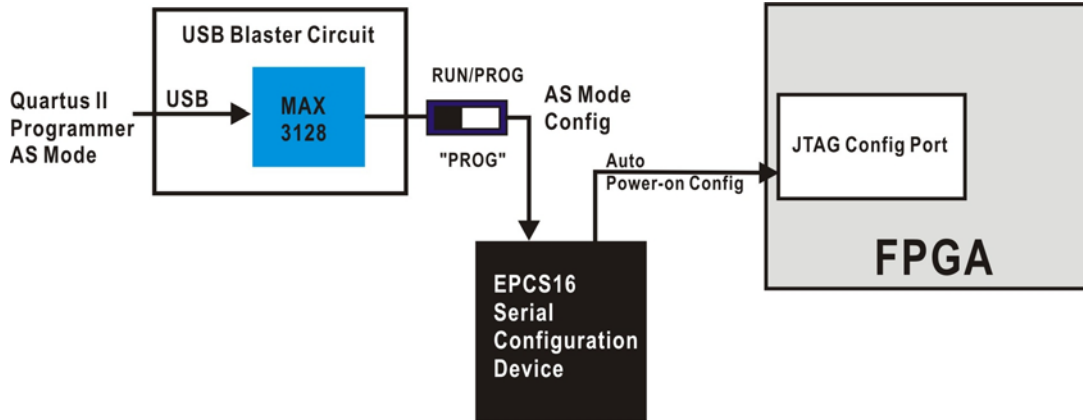 USB Blaster Circuit
Quartus II
Programmer
AS Mode
USB
MAX
3128
RUN/PROG
"PROG"
AS Mode
Config
Auto
Power-on Config
JTAG Config Port
FPGA
EPCS16
Serial
Configuration
Device